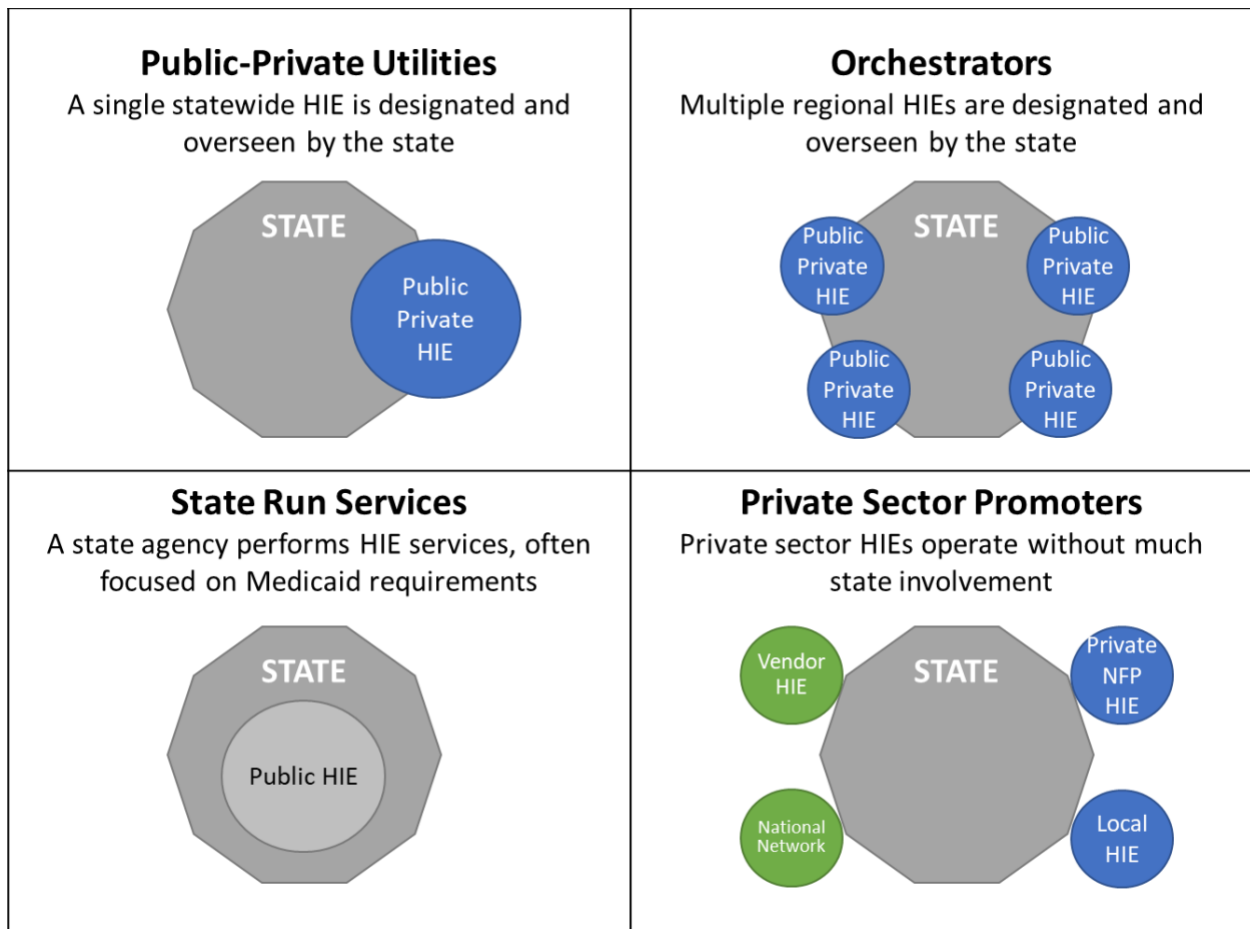 Public-Private Utilities
A single statewide HIE is designated and
overseen by the state
STATE
Public
Private
HIE
Orchestrators
Multiple regional HIEs are designated and
overseen by the state
STATE
Public
Private
HIE
Public
Private
HIE
Public
Private
HIE
Public
Private
HIE
State Run Services
A state agency performs HIE services, often
focused on Medicaid requirements
STATE
Public HIE
Private Sector Promoters
Private sector HIEs operate without much
state involvement
STATE
Vendor
HIE
Private
NFP
HIE
National
Network
Local
HIE